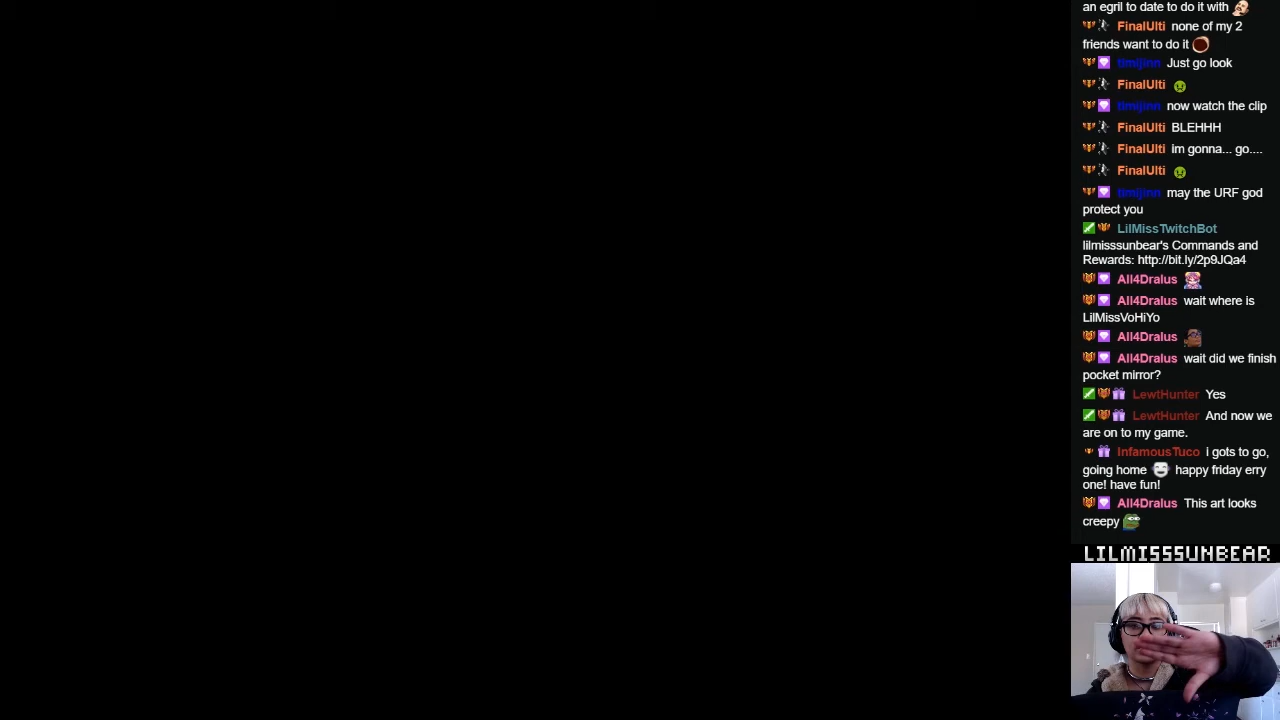 an egril to date to do it with
FinalUlti none of my 2
friends want to do it
timijinn Just go look
FinalUlti
timijinn now watch the clip
FinalUlti BLEHHH
FinalUlti im gonna... go....
FinalUlti
timijinn may the URF god
protect you
LilMissTwitchBot
lilmisssunbear's Commands and
Rewards: http://bit.ly/2p9JQa4
All4Dralus
All4Dralus wait where is
LilMissVoHiYo
All4Dralus
All4Dralus wait did we finish
pocket mirror?
LewtHunter Yes
LewtHunter And now we
are on to my game.
InfamousTuco i gots to go,
going home happy friday erry
one! have fun!
All4Dralus This art looks
creepy
LILMISSSUNBEAR